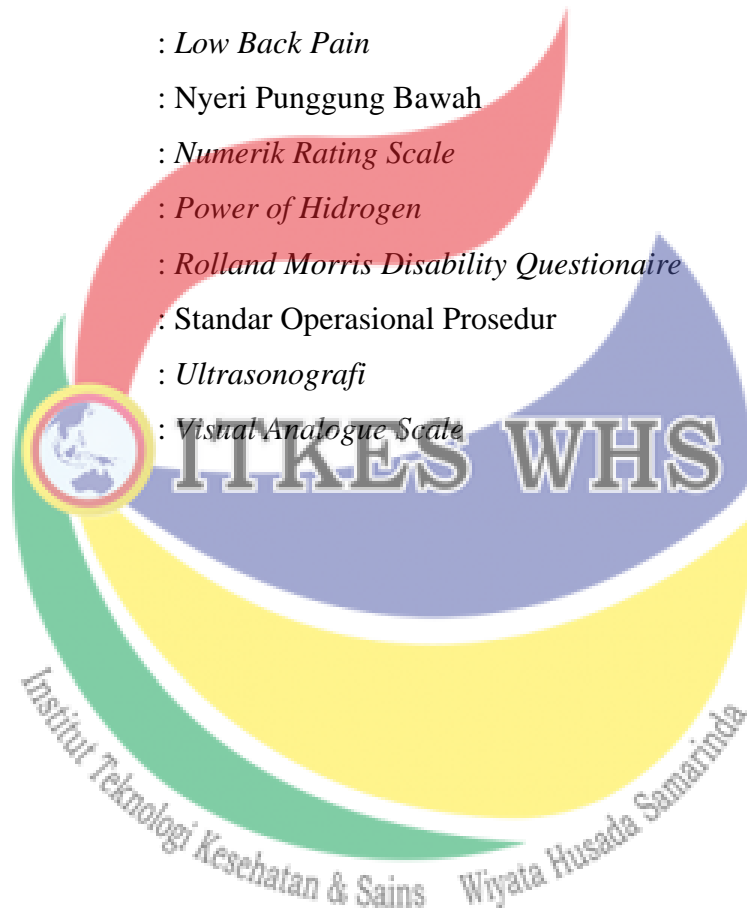 : Low Back Pain
: Nyeri Punggung Bawah
: Numerik Rating Scale
: Power of Hidrogen
: Rolland Morris Disability Questionaire
: Standar Operasional Prosedur
: Ultrasonografi
: Visual Analogue Scale
ITKES WHS
Institut Teknologi Kesehatan & Sains Wiyata Husada Samarinda